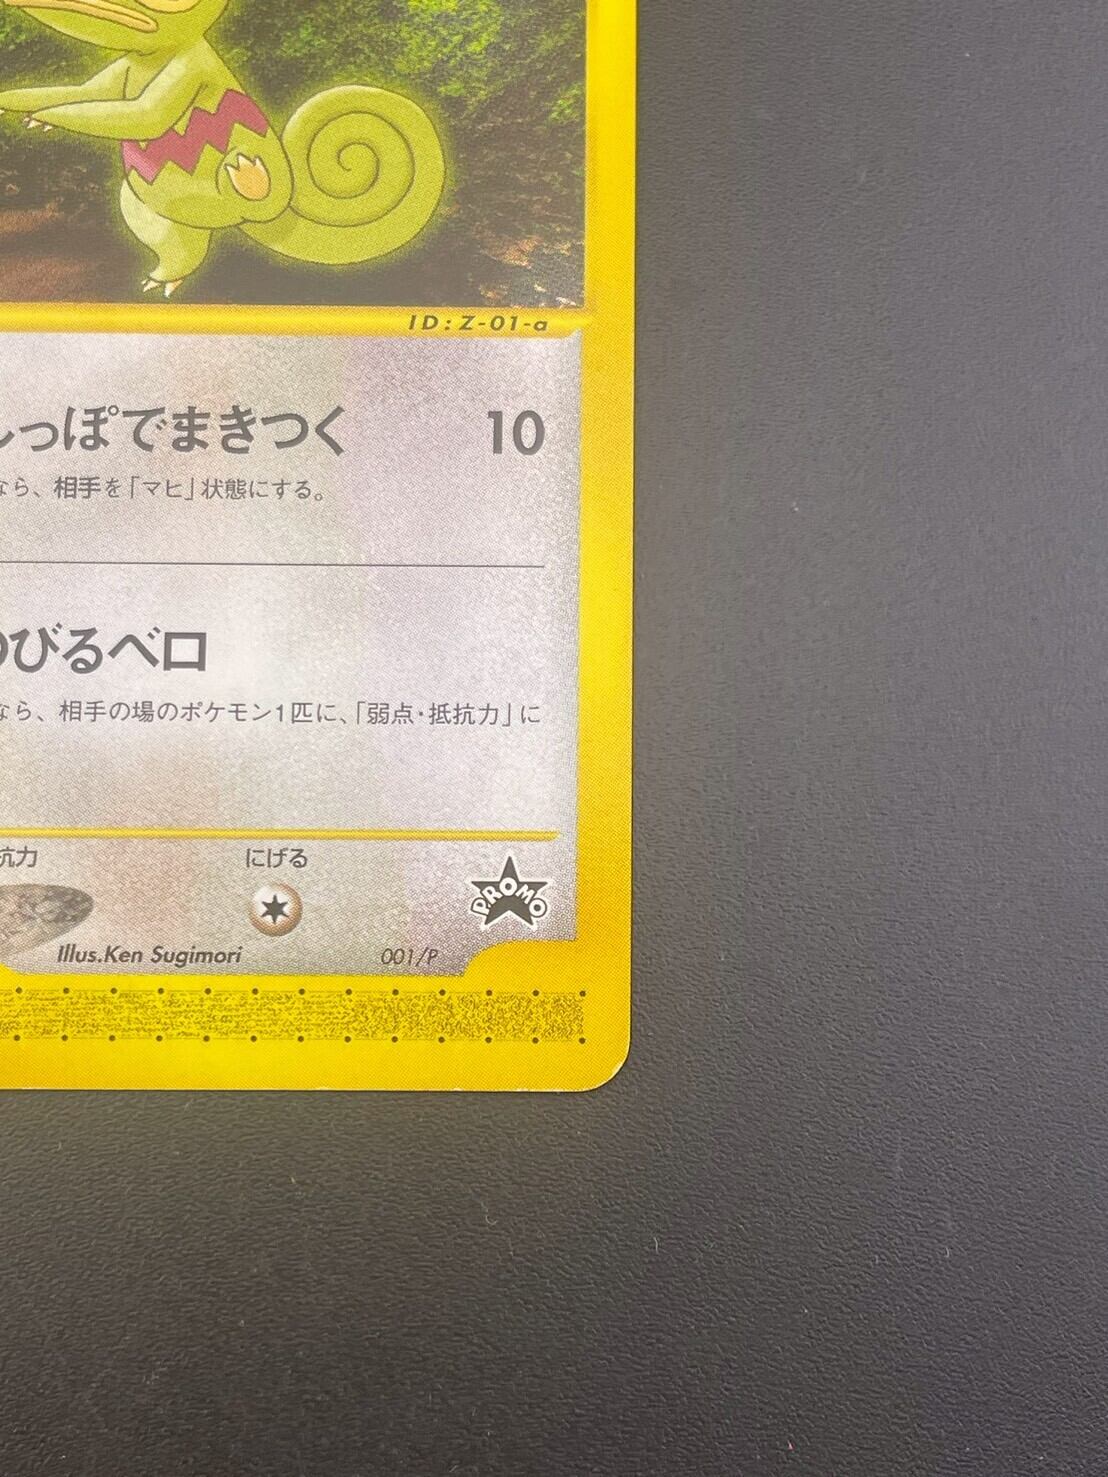 ID:Z-01-a
っぽでまきつく 10
なら、相手を「マヒ」状態にする。
のびるベロ
なら、相手の場のポケモン1匹に、「弱点・抵抗力」に
抗力 にげる
PROMO
Illus.Ken Sugimori 001/P